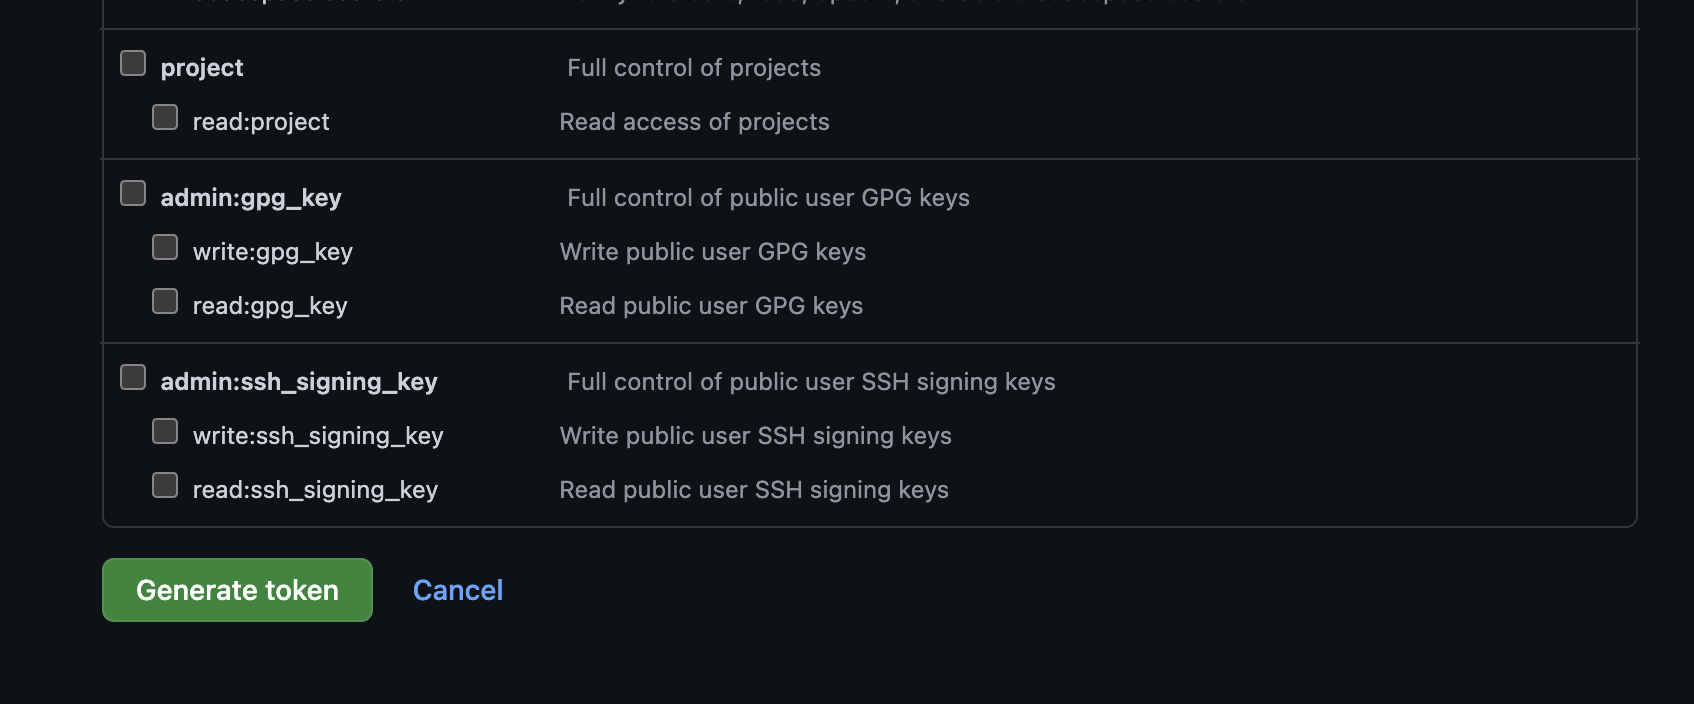 project Full control of projects
read:project Read access of projects
admin:gpg_key Full control of public user GPG keys
write:gpg_key Write public user GPG keys
read:gpg_key Read public user GPG keys
admin:ssh_signing_key Full control of public user SSH signing keys
write:ssh_signing_key Write public user SSH signing keys
read:ssh_signing_key Read public user SSH signing keys
Generate token Cancel